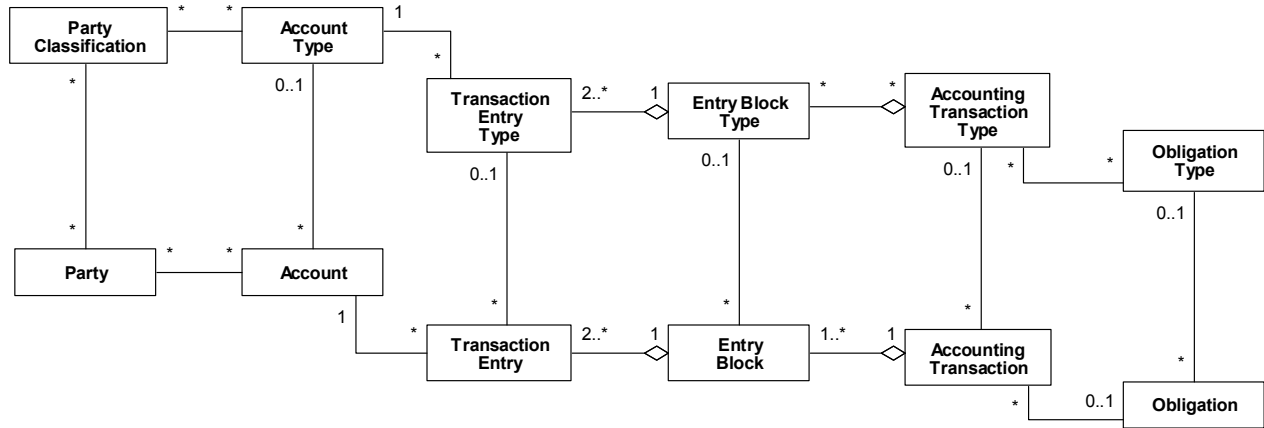 Party
Classification
*
*
Account
Type
1
*
*
0..1
Transaction
Entry
Type
2..*
1
Entry Block
Type
*
*
Accounting
Transaction
Type
0..1
0..1
0..1
*
*
Obligation
Type
0..1
*
*
Party
*
*
Account
1
*
*
Transaction
Entry
2..*
1
*
Entry
Block
1..*
1
*
Accounting
Transaction
*
0..1
*
Obligation